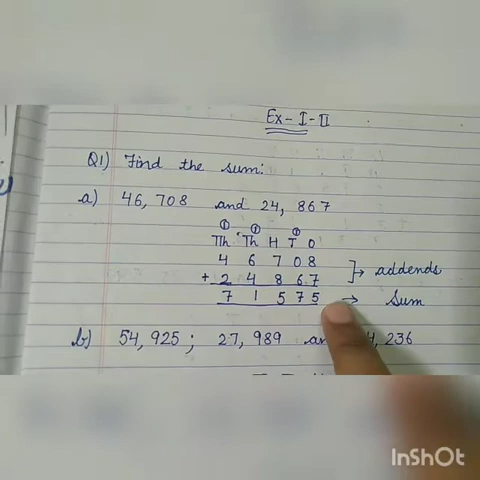 Ex-I-II
Q1) Find the sum:
a) 46,708 and 24,867
① ① ①
TTh Th H T O
4 6 7 0 8
+ 2 4 8 6 7 → addends
7 1 5 7 5 → Sum
b) 54,925; 27,989 4,236
InShOt